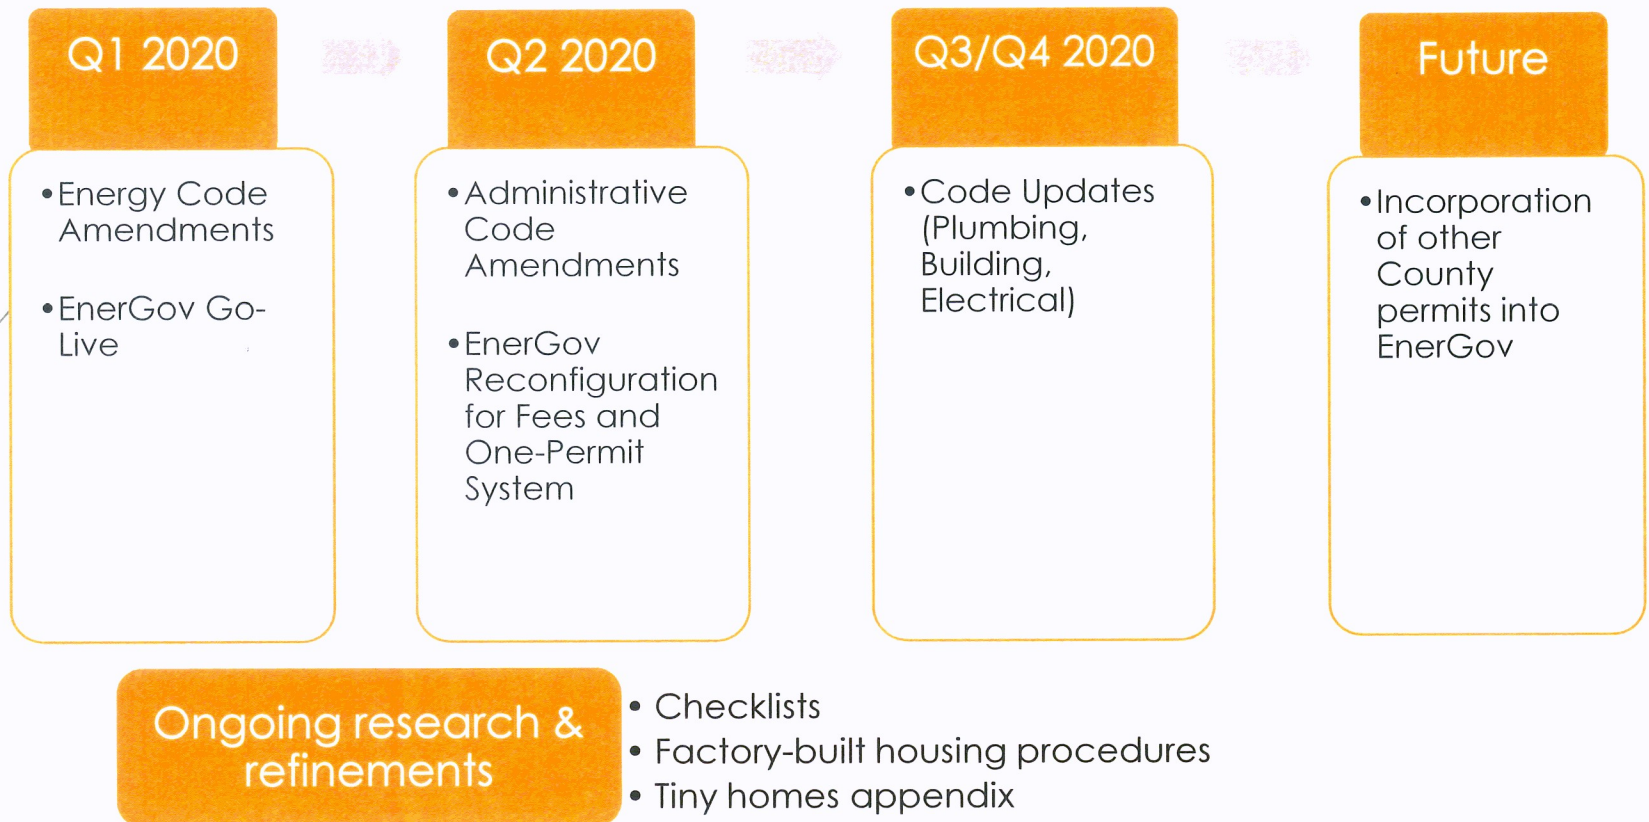 Q1 2020
•Energy Code
Amendments
•EnerGov Go-
Live
Q2 2020
•Administrative
Code
Amendments
•EnerGov
Reconfiguration
for Fees and
One-Permit
System
Q3/Q4 2020
•Code Updates
(Plumbing,
Building,
Electrical)
Future
•Incorporation
of other
County
permits into
EnerGov
Ongoing research &
refinements
• Checklists
• Factory-built housing procedures
• Tiny homes appendix